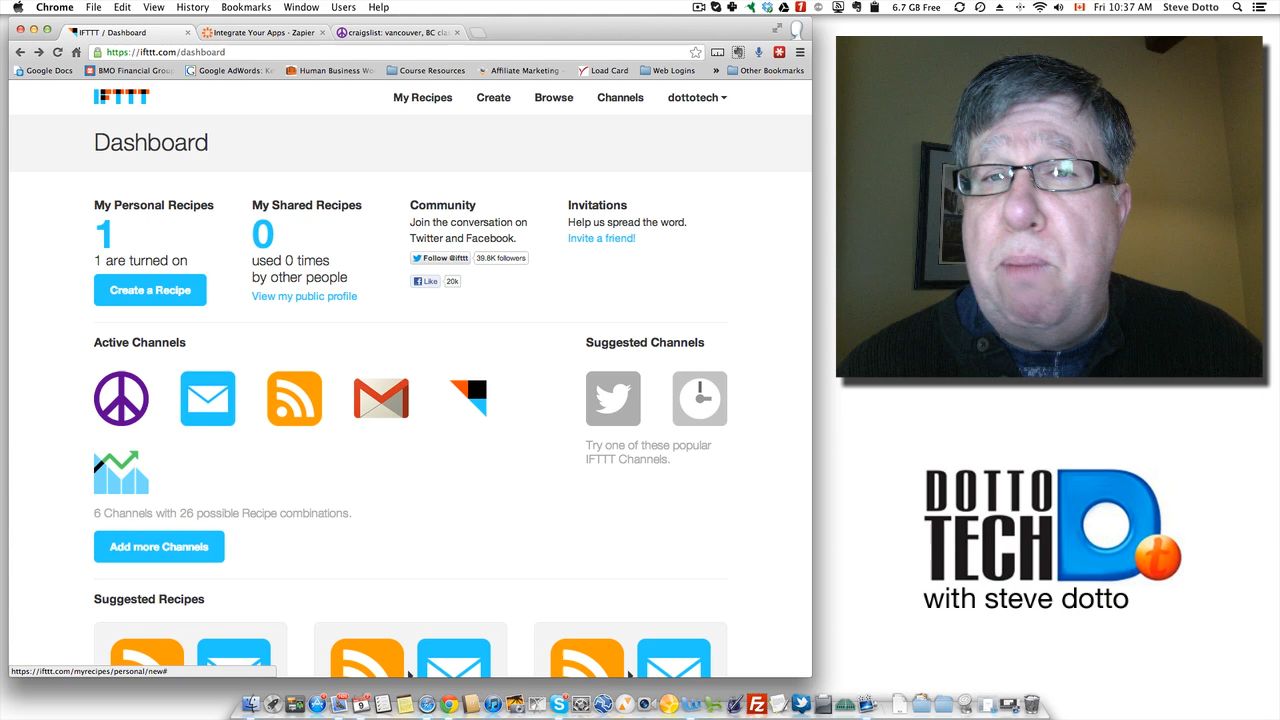 Chrome File Edit View History Bookmarks Window Users Help
6.7 GB Free Fri 10:37 AM Steve Dotto
IFTTT / Dashboard
Integrate Your Apps - Zapier
craigslist: vancouver, BC clas
https://ifttt.com/dashboard
Google Docs BMO Financial Group Google AdWords: Ke Human Business Wo Course Resources Affiliate Marketing - Load Card Web Logins » Other Bookmarks
IFTTT My Recipes Create Browse Channels dottotech
Dashboard
My Personal Recipes
1
1 are turned on
Create a Recipe
My Shared Recipes
0
used 0 times
by other people
View my public profile
Community
Join the conversation on
Twitter and Facebook.
Follow @ifttt 39.8K followers
Like 20k
Invitations
Help us spread the word.
Invite a friend!
Active Channels
6 Channels with 26 possible Recipe combinations.
Add more Channels
Suggested Channels
Try one of these popular
IFTTT Channels.
Suggested Recipes
https://ifttt.com/myrecipes/personal/new#
DOTTO
TECH
D
t
with steve dotto